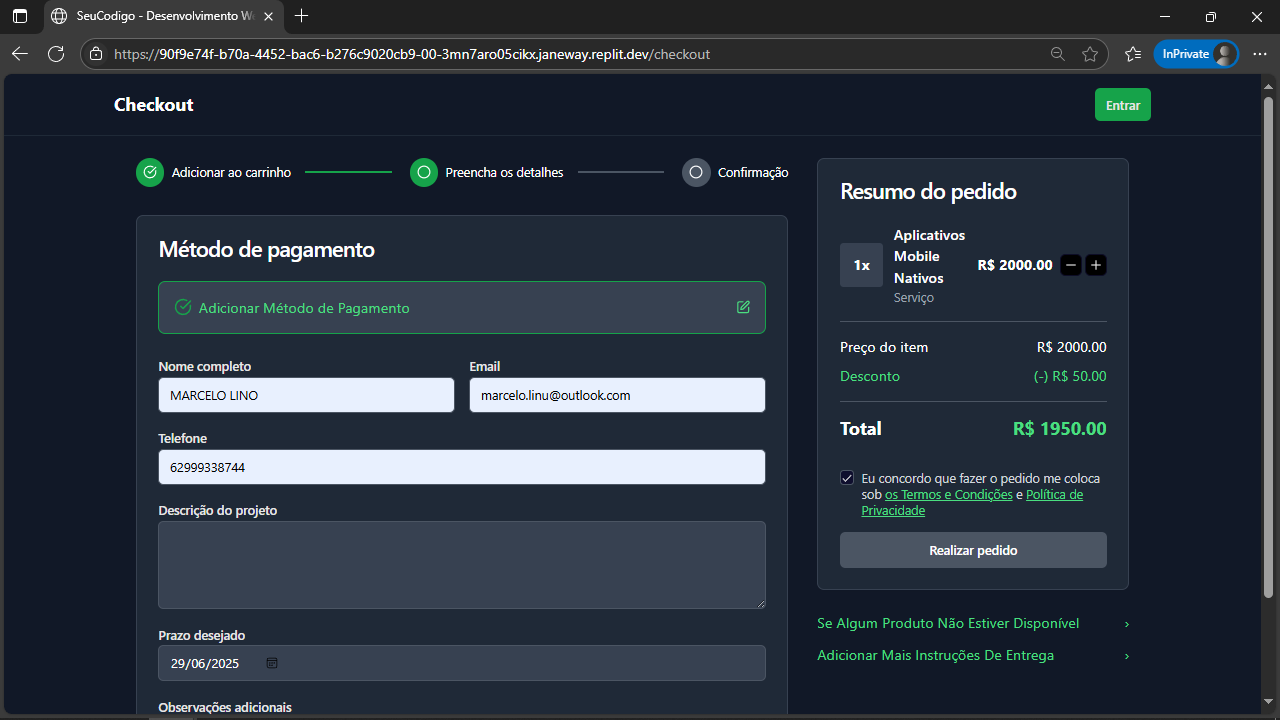 SeuCodigo - Desenvolvimento We
https://90f9e74f-b70a-4452-bac6-b276c9020cb9-00-3mn7aro05cikx.janeway.replit.dev/checkout
InPrivate
Checkout
Entrar
Adicionar ao carrinho
Preencha os detalhes
Confirmação
Método de pagamento
Adicionar Método de Pagamento
Nome completo
Email
MARCELO LINO
marcelo.linu@outlook.com
Telefone
62999338744
Descrição do projeto
Prazo desejado
29/06/2025
Observações adicionais
Resumo do pedido
1x
Aplicativos
Mobile
Nativos
Serviço
R$ 2000.00
Preço do item
R$ 2000.00
Desconto
(-) R$ 50.00
Total
R$ 1950.00
Eu concordo que fazer o pedido me coloca
sob os Termos e Condições e Política de
Privacidade
Realizar pedido
Se Algum Produto Não Estiver Disponível
Adicionar Mais Instruções De Entrega